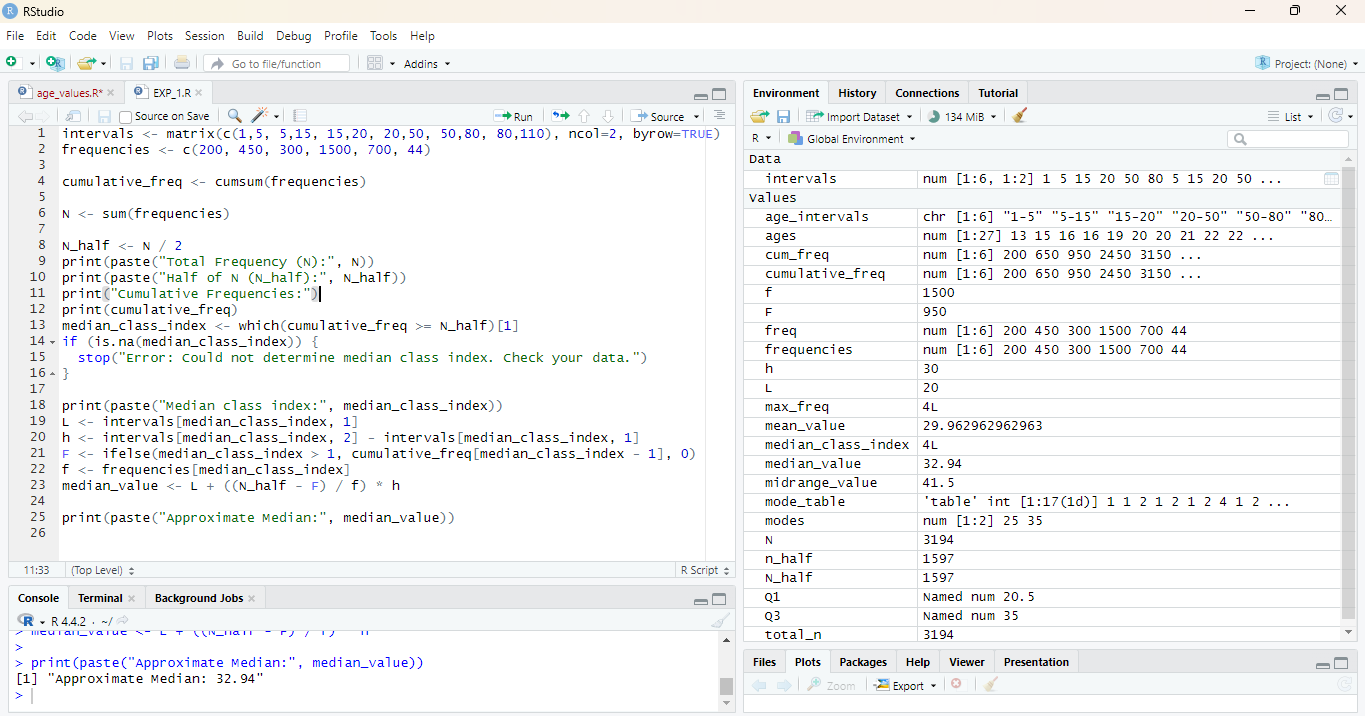 RStudio
File Edit Code View Plots Session Build Debug Profile Tools Help
Go to file/function Addins Project: (None)
age_values.R* EXP_1.R
Source on Save Run Source
1 intervals <- matrix(c(1,5, 5,15, 15,20, 20,50, 50,80, 80,110), ncol=2, byrow=TRUE)
2 frequencies <- c(200, 450, 300, 1500, 700, 44)
3
4 cumulative_freq <- cumsum(frequencies)
5
6 N <- sum(frequencies)
7
8 N_half <- N / 2
9 print(paste("Total Frequency (N):", N))
10 print(paste("Half of N (N_half):", N_half))
11 print("Cumulative Frequencies:")
12 print(cumulative_freq)
13 median_class_index <- which(cumulative_freq >= N_half)[1]
14 if (is.na(median_class_index)) {
15 stop("Error: Could not determine median class index. Check your data.")
16 }
17
18 print(paste("Median class index:", median_class_index))
19 L <- intervals[median_class_index, 1]
20 h <- intervals[median_class_index, 2] - intervals[median_class_index, 1]
21 F <- ifelse(median_class_index > 1, cumulative_freq[median_class_index - 1], 0)
22 f <- frequencies[median_class_index]
23 median_value <- L + ((N_half - F) / f) * h
24
25 print(paste("Approximate Median:", median_value))
26
11:33 (Top Level) R Script
Console Terminal Background Jobs
R 4.4.2 · ~/
> median_value <- L + ((N_half - F) / f) * h
>
> print(paste("Approximate Median:", median_value))
[1] "Approximate Median: 32.94"
>
Environment History Connections Tutorial
Import Dataset 134 MiB List
R Global Environment
Data
intervals num [1:6, 1:2] 1 5 15 20 50 80 5 15 20 50 ...
Values
age_intervals chr [1:6] "1-5" "5-15" "15-20" "20-50" "50-80" "80…
ages num [1:27] 13 15 16 16 19 20 20 21 22 22 ...
cum_freq num [1:6] 200 650 950 2450 3150 ...
cumulative_freq num [1:6] 200 650 950 2450 3150 ...
f 1500
F 950
freq num [1:6] 200 450 300 1500 700 44
frequencies num [1:6] 200 450 300 1500 700 44
h 30
L 20
max_freq 4L
mean_value 29.962962962963
median_class_index 4L
median_value 32.94
midrange_value 41.5
mode_table 'table' int [1:17(1d)] 1 1 2 1 2 1 2 4 1 2 ...
modes num [1:2] 25 35
N 3194
n_half 1597
N_half 1597
Q1 Named num 20.5
Q3 Named num 35
total_n 3194
Files Plots Packages Help Viewer Presentation
Zoom Export